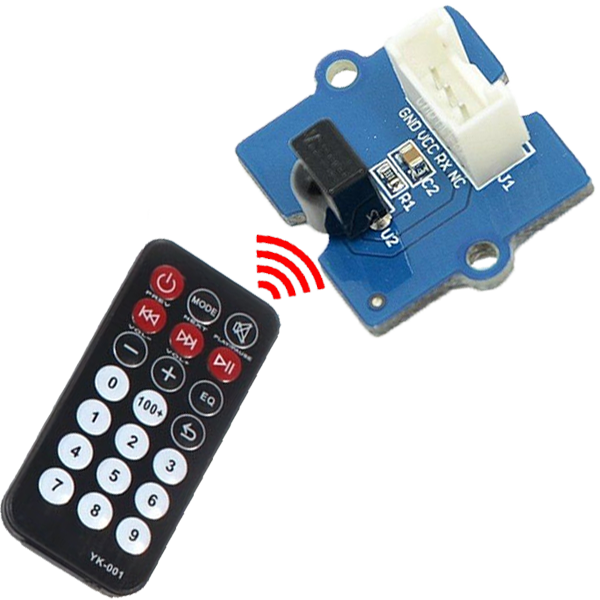 GND VCC RX NC
J1
C2
R1
U2
MODE
PREV NEXT PLAY/PAUSE
VOL- VOL+ EQ
0 100+
1 2 3
4 5 6
7 8 9
YK-001